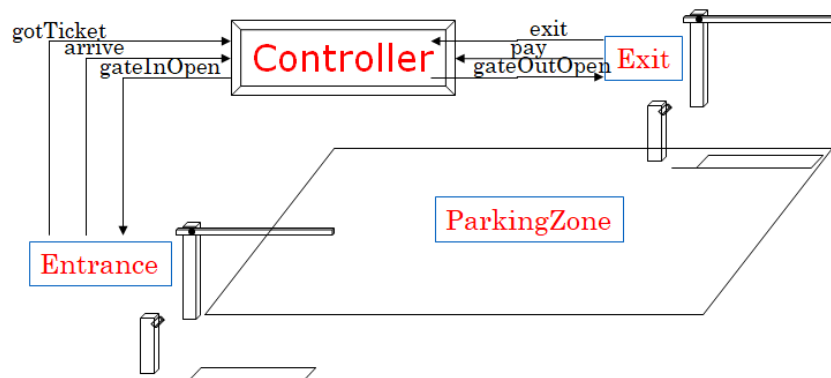 gotTicket
arrive
gateInOpen
Controller
exit
pay
gateOutOpen
Exit
ParkingZone
Entrance